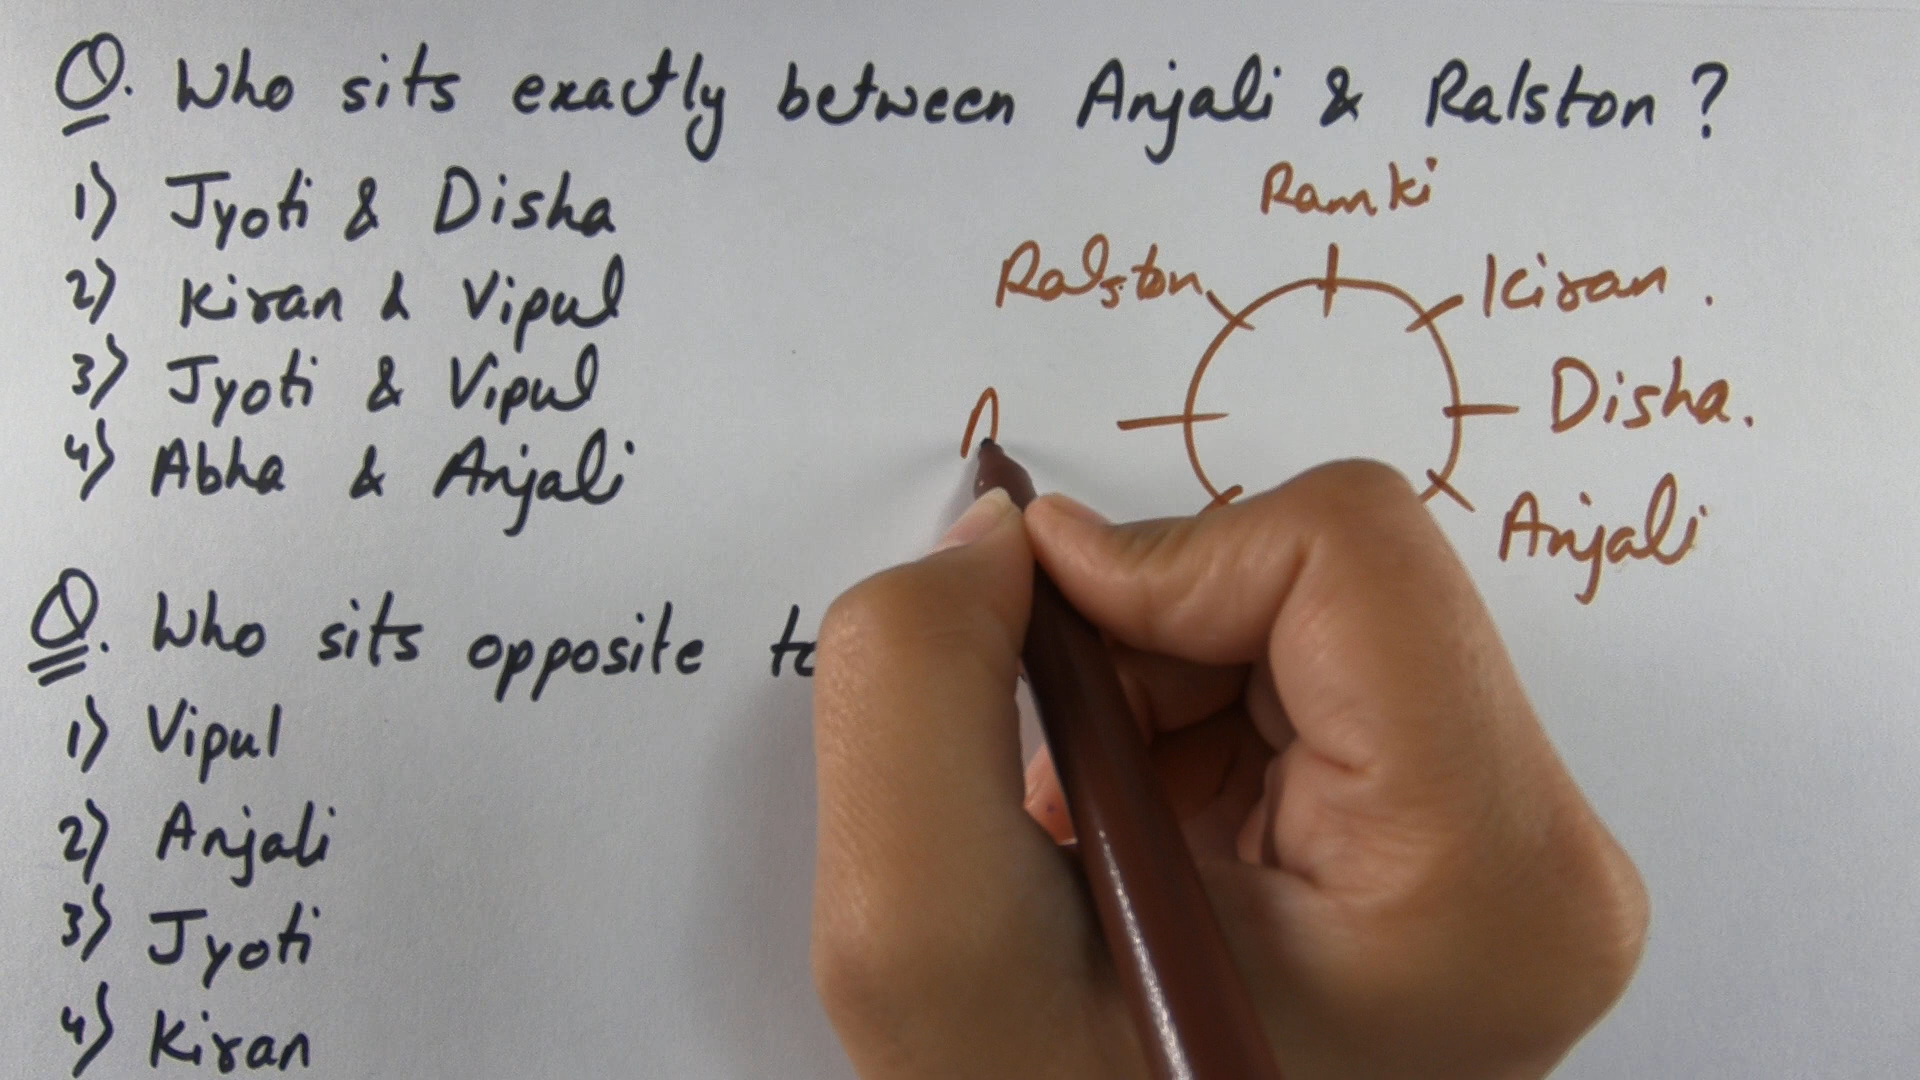 Q. Who sits exactly between Anjali & Ralston?
1) Jyoti & Disha
2) Kiran & Vipul
3) Jyoti & Vipul
4) Abha & Anjali
Ramki
Ralston
Kiran.
Disha.
Anjali
Q. Who sits opposite to
1) Vipul
2) Anjali
3) Jyoti
4) Kiran